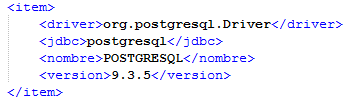 <item>
<driver>org.postgresql.Driver</driver>
<jdbc>postgresql</jdbc>
<nombre>POSTGRESQL</nombre>
<version>9.3.5</version>
</item>